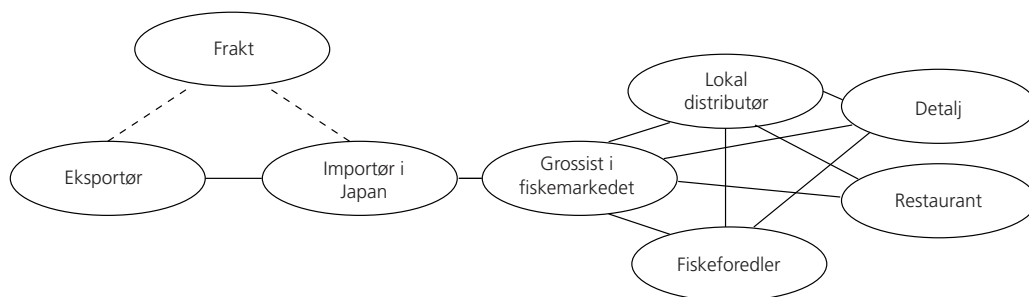 Frakt
Eksportør
Importør i
Japan
Grossist i
fiskemarkedet
Lokal
distributør
Detalj
Restaurant
Fiskeforedler